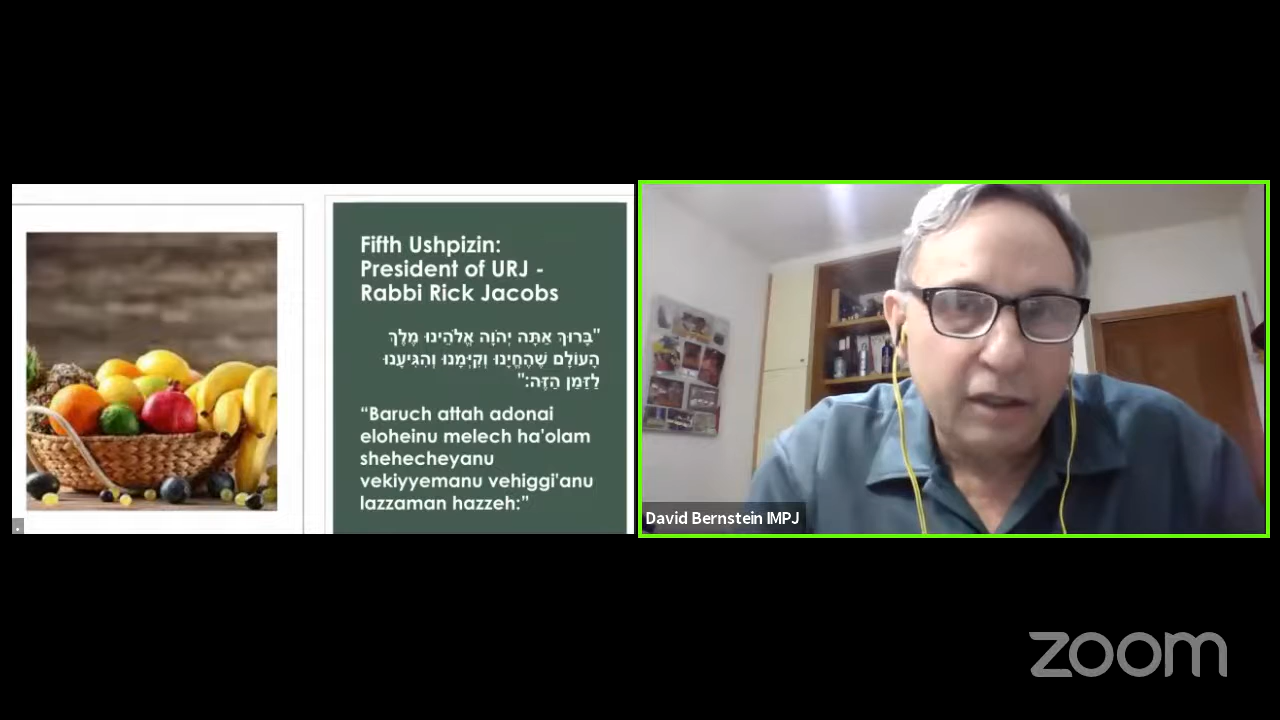 Fifth Ushpizin:
President of URJ -
Rabbi Rick Jacobs
"בָּרוּךְ אַתָּה יְהֹוָה אֱלֹהֵינוּ מֶלֶךְ
הָעוֹלָם שֶׁהֶחֱיָנוּ וְקִיְּמָנוּ וְהִגִּיעָנוּ
לַזְּמַן הַזֶּה:"
“Baruch attah adonai
eloheinu melech ha'olam
shehecheyanu
vekiyyemanu vehiggi'anu
lazzaman hazzeh:”
David Bernstein IMPJ
zoom